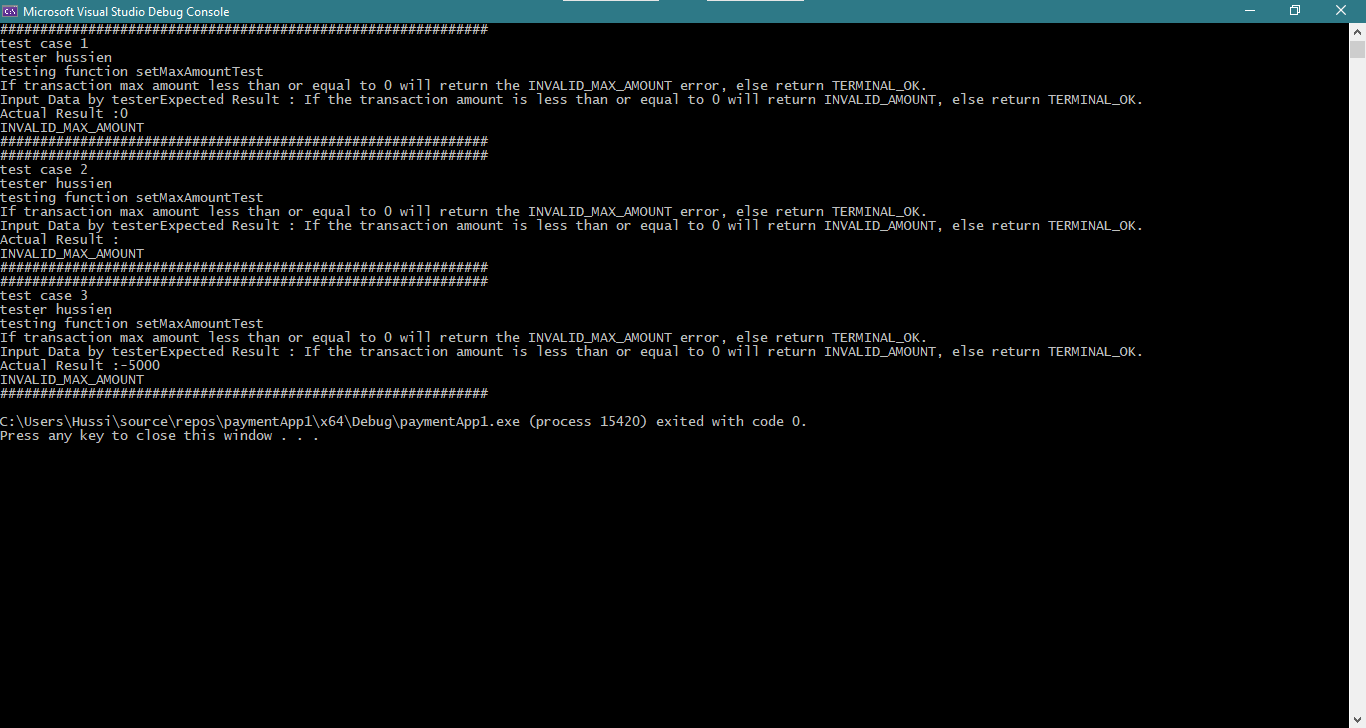 Microsoft Visual Studio Debug Console
#############################################################
test case 1
tester hussien
testing function setMaxAmountTest
If transaction max amount less than or equal to 0 will return the INVALID_MAX_AMOUNT error, else return TERMINAL_OK.
Input Data by testerExpected Result : If the transaction amount is less than or equal to 0 will return INVALID_AMOUNT, else return TERMINAL_OK.
Actual Result :0
INVALID_MAX_AMOUNT
#############################################################
#############################################################
test case 2
tester hussien
testing function setMaxAmountTest
If transaction max amount less than or equal to 0 will return the INVALID_MAX_AMOUNT error, else return TERMINAL_OK.
Input Data by testerExpected Result : If the transaction amount is less than or equal to 0 will return INVALID_AMOUNT, else return TERMINAL_OK.
Actual Result :
INVALID_MAX_AMOUNT
#############################################################
#############################################################
test case 3
tester hussien
testing function setMaxAmountTest
If transaction max amount less than or equal to 0 will return the INVALID_MAX_AMOUNT error, else return TERMINAL_OK.
Input Data by testerExpected Result : If the transaction amount is less than or equal to 0 will return INVALID_AMOUNT, else return TERMINAL_OK.
Actual Result :-5000
INVALID_MAX_AMOUNT
#############################################################
C:\Users\Hussi\source\repos\paymentApp1\x64\Debug\paymentApp1.exe (process 15420) exited with code 0.
Press any key to close this window . . .